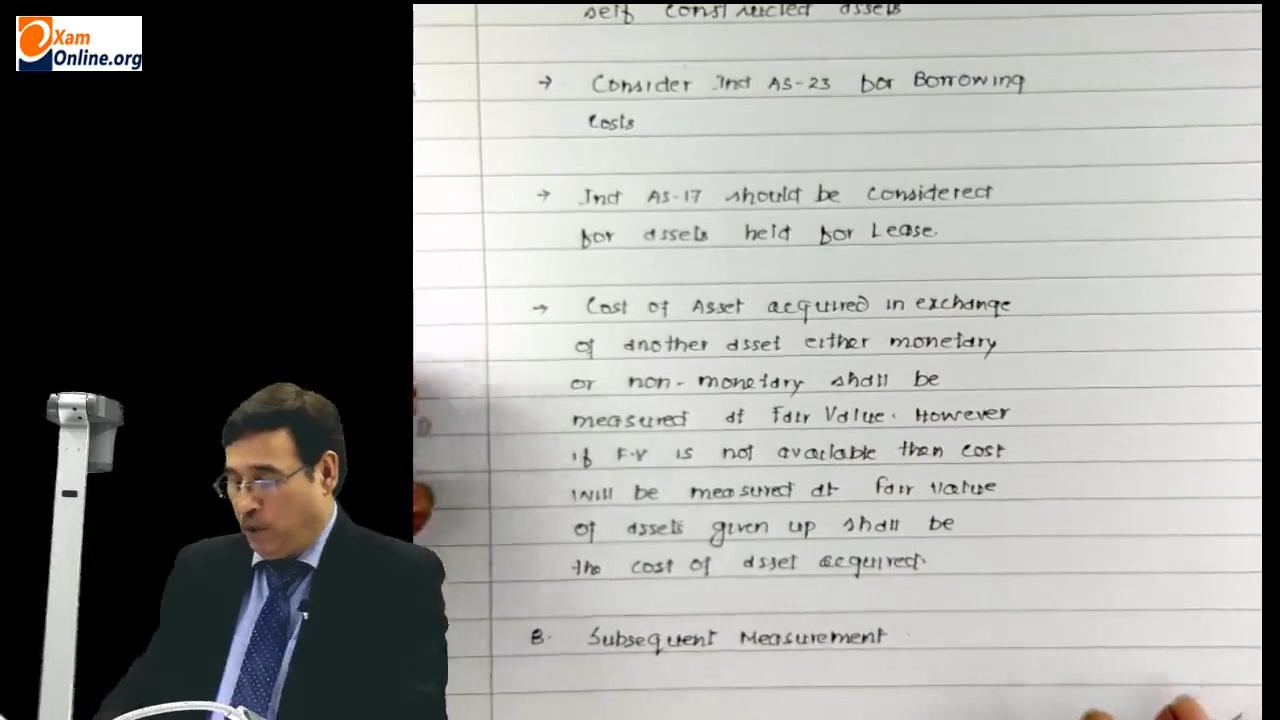 Xam
Online.org
self constructed assets
→ Consider Ind AS-23 for Borrowing
Costs
→ Ind AS-17 should be considered
for assets held for Lease.
→ Cost of Asset acquired in exchange
of another asset either monetary
or non-monetary shall be
measured at Fair Value. However
if F.V is not available then cost
will be measured at fair value
of assets given up shall be
the cost of asset acquired.
B. Subsequent Measurement